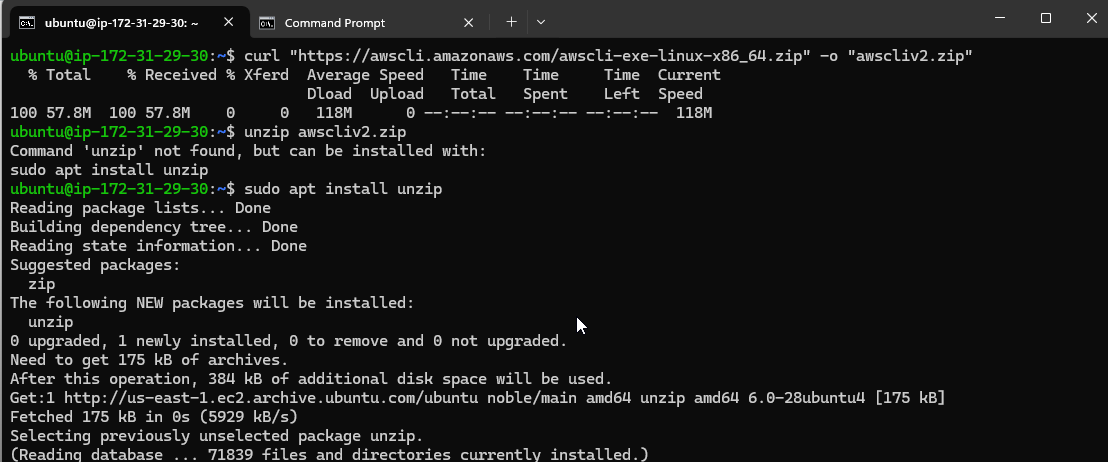 ubuntu@ip-172-31-29-30: ~
Command Prompt
ubuntu@ip-172-31-29-30:~$ curl "https://awscli.amazonaws.com/awscli-exe-linux-x86_64.zip" -o "awscliv2.zip"
  % Total    % Received % Xferd  Average Speed   Time    Time     Time  Current
                                 Dload  Upload   Total   Spent    Left  Speed
100 57.8M  100 57.8M    0     0   118M      0 --:--:-- --:--:-- --:--:--  118M
ubuntu@ip-172-31-29-30:~$ unzip awscliv2.zip
Command 'unzip' not found, but can be installed with:
sudo apt install unzip
ubuntu@ip-172-31-29-30:~$ sudo apt install unzip
Reading package lists... Done
Building dependency tree... Done
Reading state information... Done
Suggested packages:
  zip
The following NEW packages will be installed:
  unzip
0 upgraded, 1 newly installed, 0 to remove and 0 not upgraded.
Need to get 175 kB of archives.
After this operation, 384 kB of additional disk space will be used.
Get:1 http://us-east-1.ec2.archive.ubuntu.com/ubuntu noble/main amd64 unzip amd64 6.0-28ubuntu4 [175 kB]
Fetched 175 kB in 0s (5929 kB/s)
Selecting previously unselected package unzip.
(Reading database ... 71839 files and directories currently installed.)